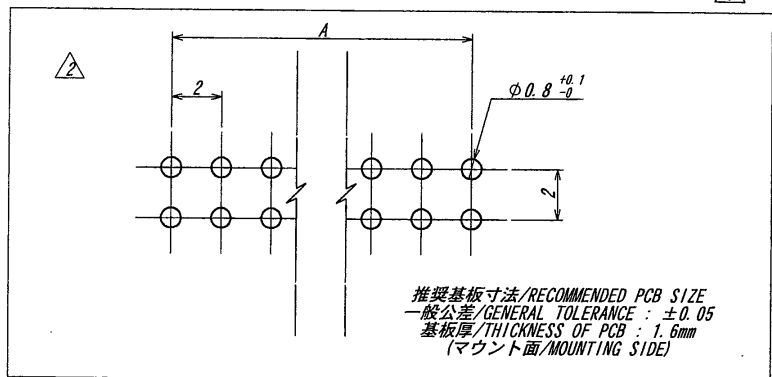 A
2
2
φ0.8 +0.1 -0
2
推奨基板寸法/RECOMMENDED PCB SIZE
一般公差/GENERAL TOLERANCE : ±0.05
基板厚/THICKNESS OF PCB : 1.6mm
(マウント面/MOUNTING SIDE)